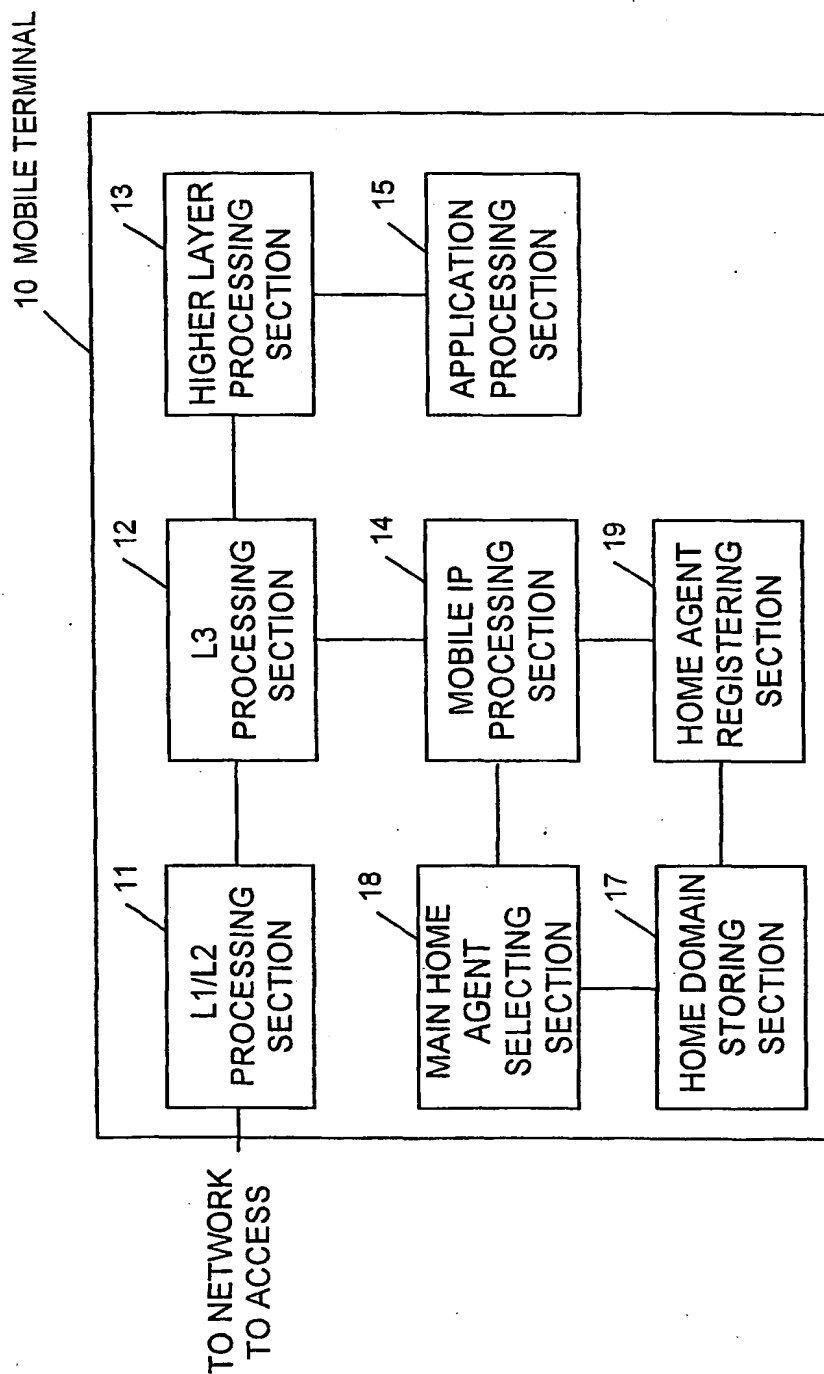 10 MOBILE TERMINAL
TO NETWORK
TO ACCESS
11
L1/L2
PROCESSING
SECTION
12
L3
PROCESSING
SECTION
13
HIGHER LAYER
PROCESSING
SECTION
18
MAIN HOME
AGENT
SELECTING
SECTION
14
MOBILE IP
PROCESSING
SECTION
15
APPLICATION
PROCESSING
SECTION
17
HOME DOMAIN
STORING
SECTION
19
HOME AGENT
REGISTERING
SECTION